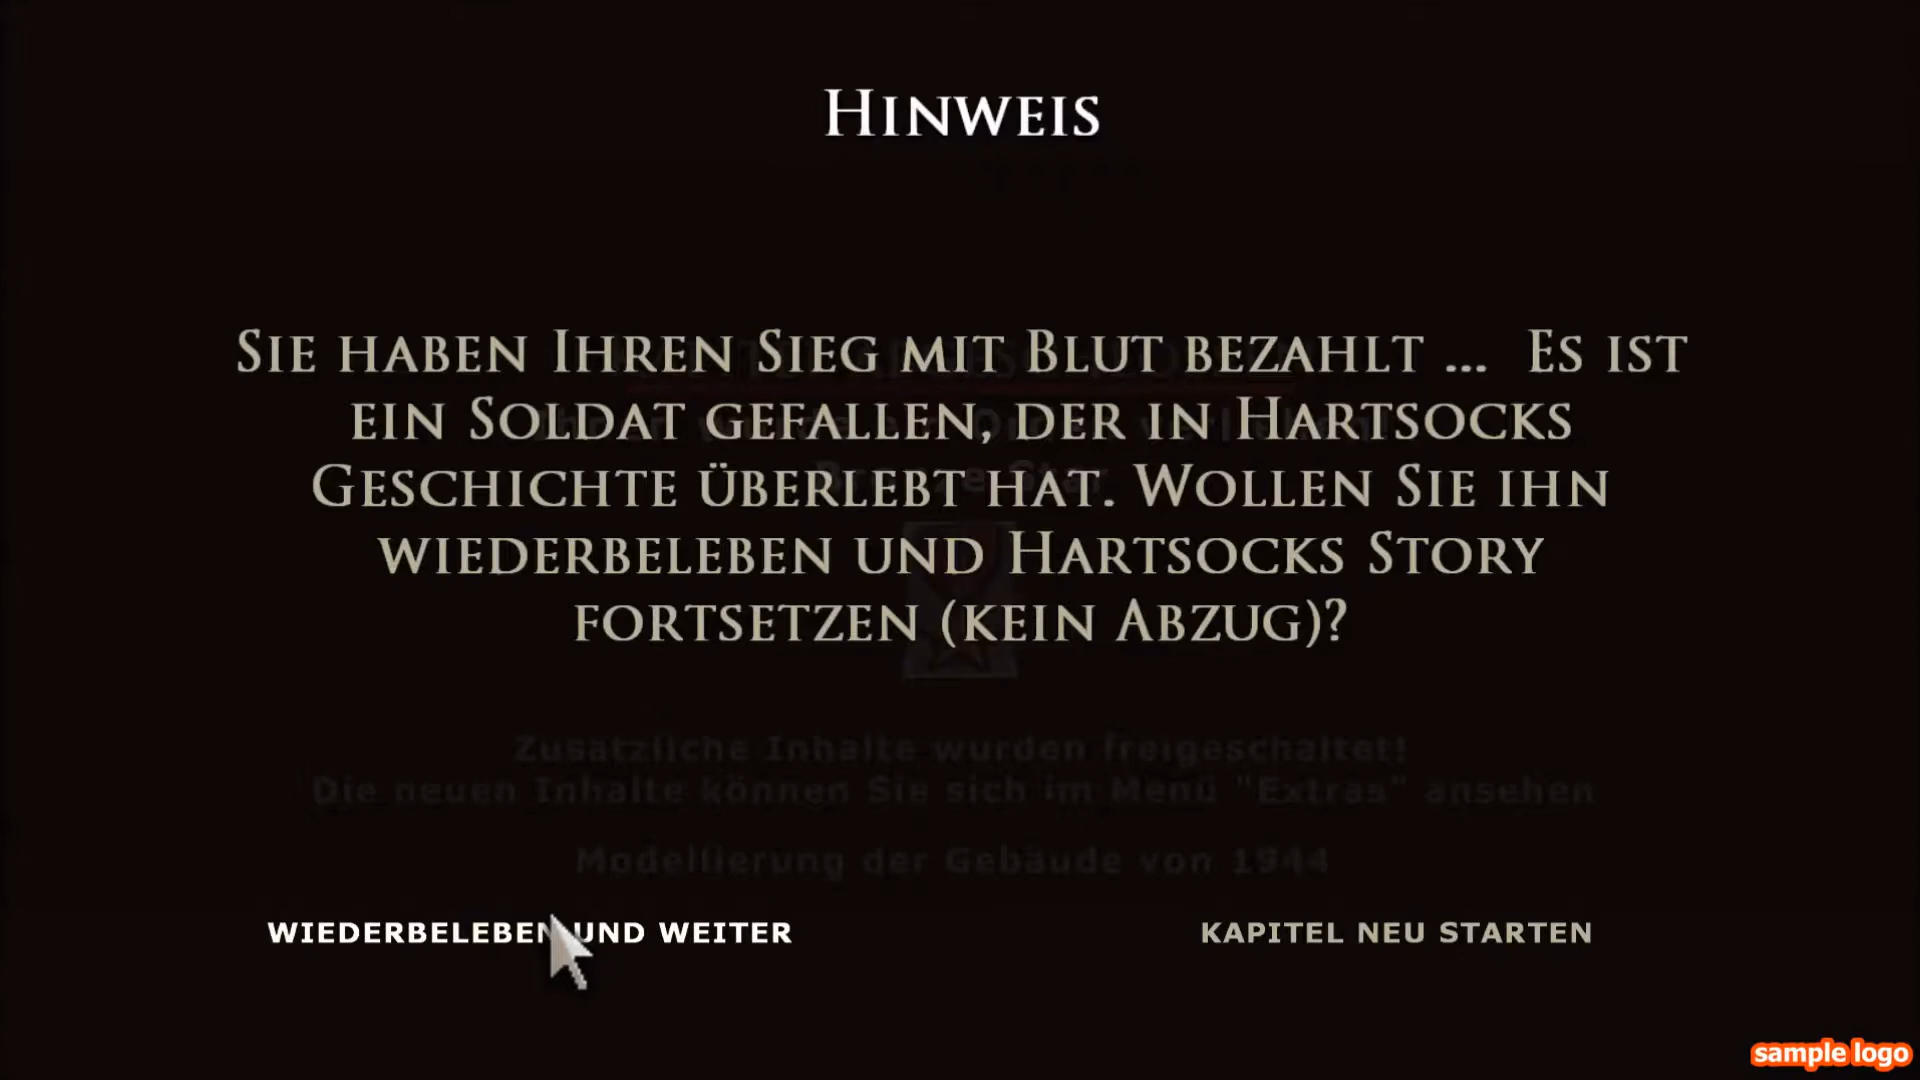 Hinweis
Sie haben Ihren Sieg mit Blut bezahlt ... Es ist
ein Soldat gefallen, der in Hartsocks
Geschichte überlebt hat. Wollen Sie ihn
wiederbeleben und Hartsocks Story
fortsetzen (kein Abzug)?
Zusätzliche Inhalte wurden freigeschaltet!
Die neuen Inhalte können Sie sich im Menü "Extras" ansehen
Modellierung der Gebäude von 1944
WIEDERBELEBEN UND WEITER
KAPITEL NEU STARTEN
sample logo